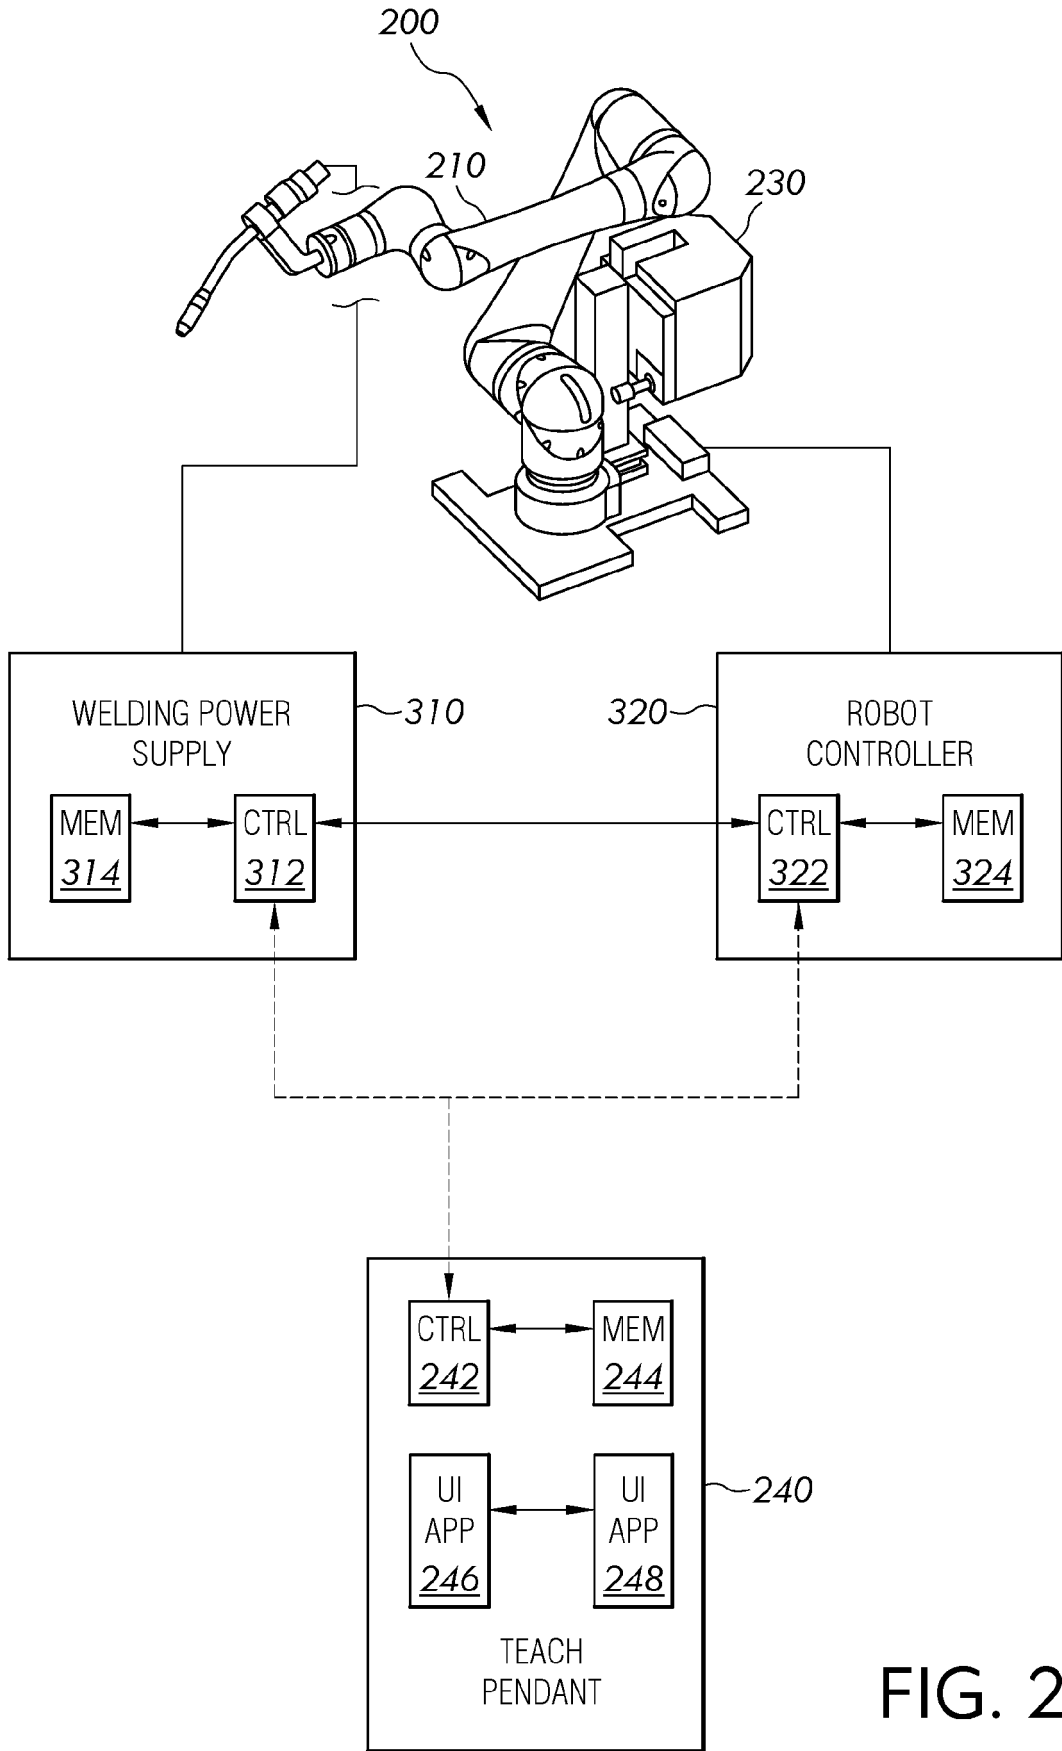 200
210
230
WELDING POWER
SUPPLY
310
320
ROBOT
CONTROLLER
MEM
314
CTRL
312
CTRL
322
MEM
324
CTRL
242
MEM
244
UI
APP
246
UI
APP
248
240
TEACH
PENDANT
FIG. 2